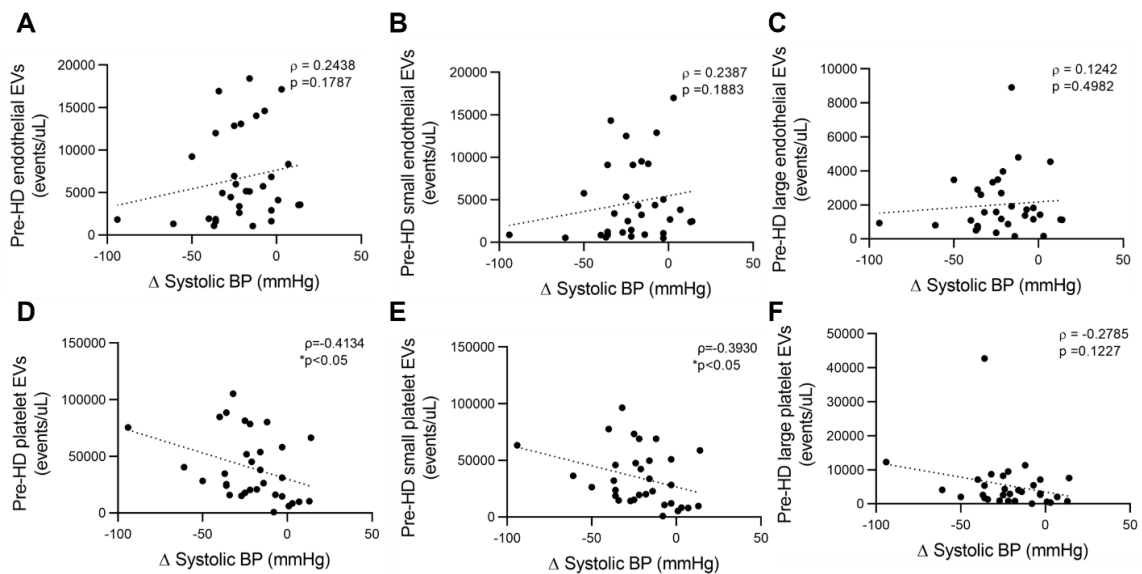 A
Pre-HD endothelial EVs
(events/uL)
20000
15000
10000
5000
0
-100
-50
0
50
Δ Systolic BP (mmHg)
ρ = 0.2438
p =0.1787
B
Pre-HD small endothelial EVs
(events/uL)
20000
15000
10000
5000
0
-100
-50
0
50
Δ Systolic BP (mmHg)
ρ = 0.2387
p =0.1883
C
Pre-HD large endothelial EVs
(events/uL)
10000
8000
6000
4000
2000
0
-100
-50
0
50
Δ Systolic BP (mmHg)
ρ = 0.1242
p =0.4982
D
Pre-HD platelet EVs
(events/uL)
150000
100000
50000
0
-100
-50
0
50
Δ Systolic BP (mmHg)
ρ=-0.4134
*p<0.05
E
Pre-HD small platelet EVs
(events/uL)
150000
100000
50000
0
-100
-50
0
50
Δ Systolic BP (mmHg)
ρ=-0.3930
*p<0.05
F
Pre-HD large platelet EVs
(events/uL)
50000
40000
30000
20000
10000
0
-100
-50
0
50
Δ Systolic BP (mmHg)
ρ = -0.2785
p =0.1227